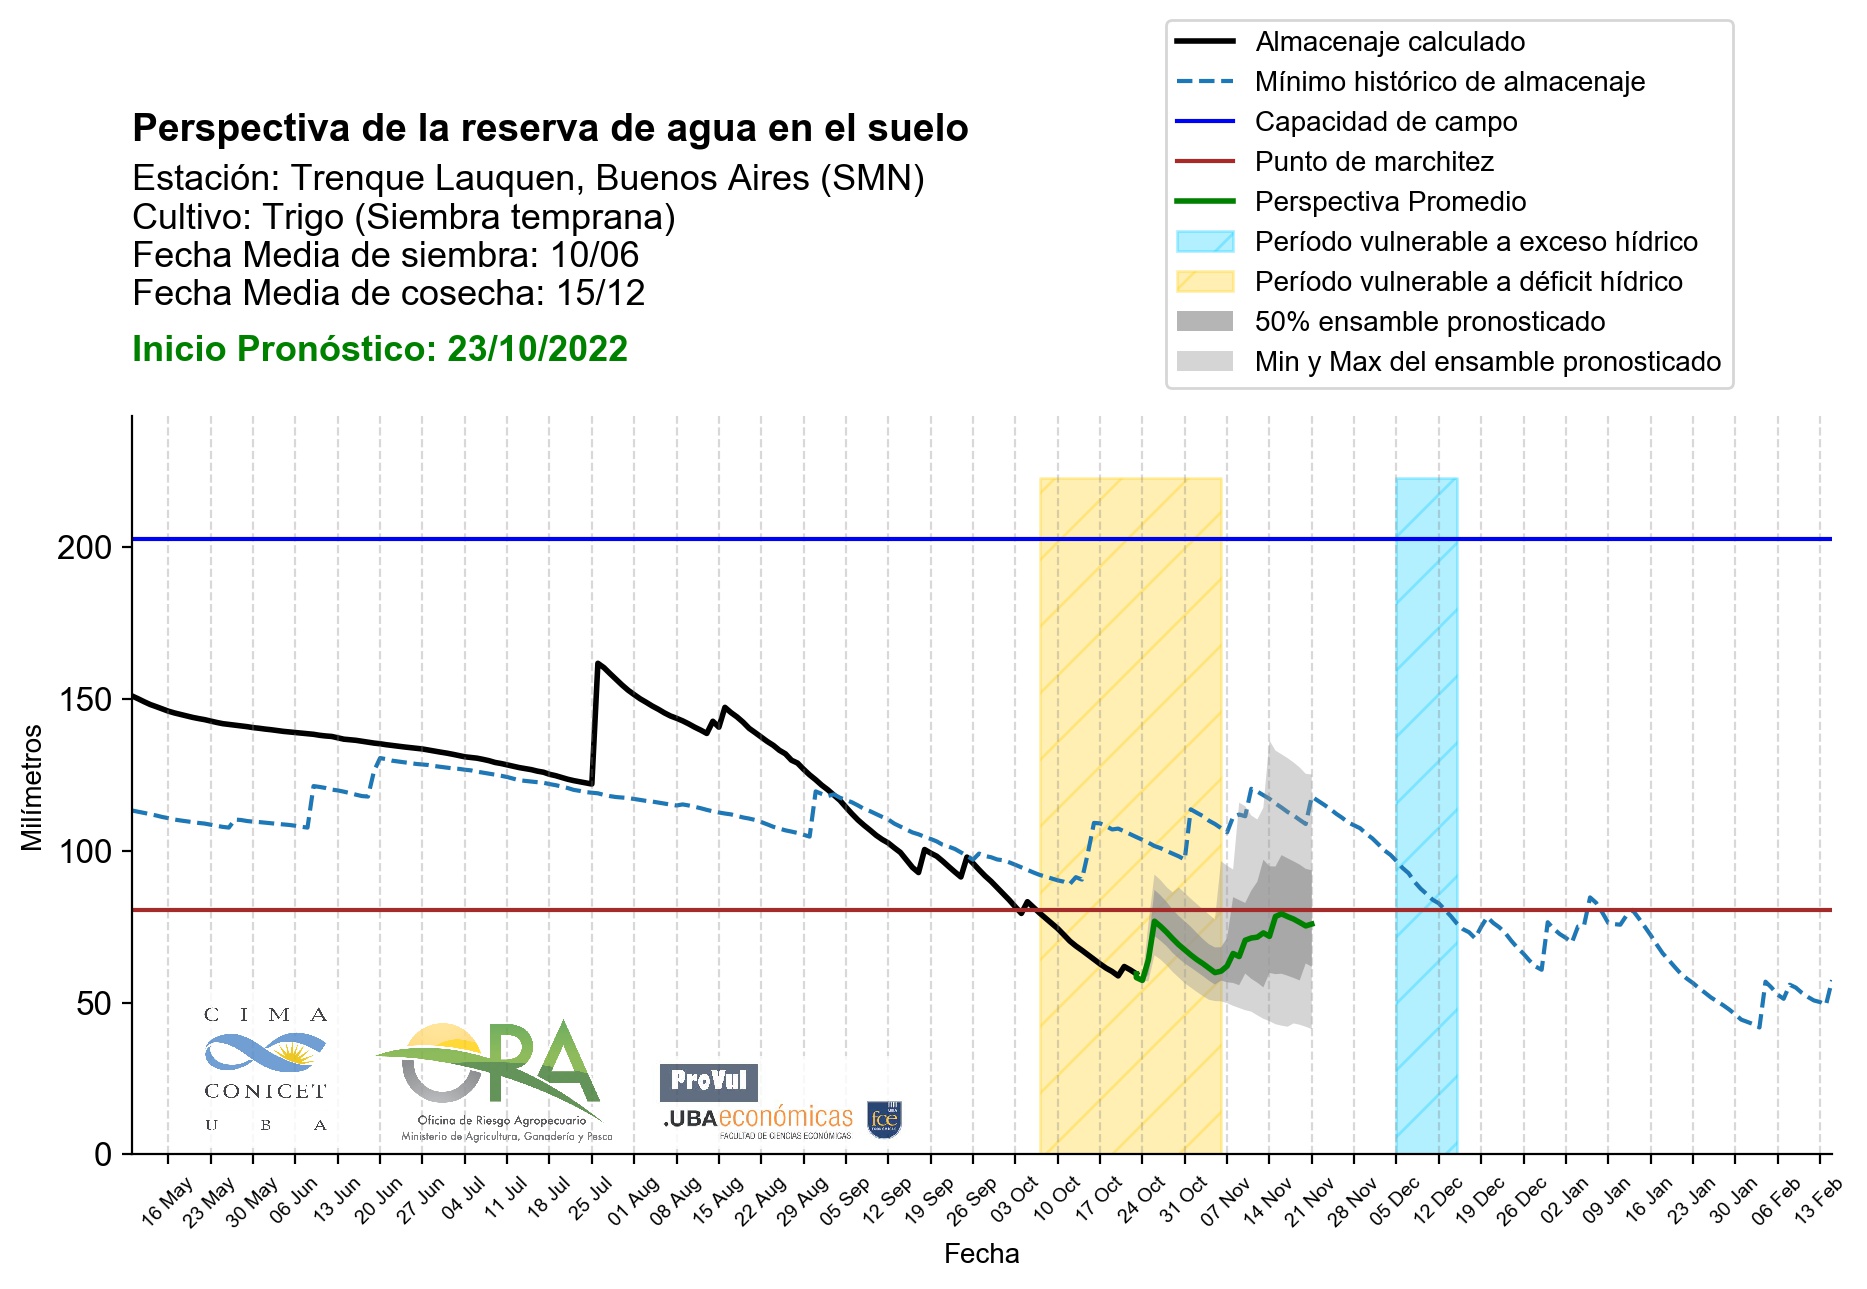 Almacenaje calculado
Mínimo histórico de almacenaje
Capacidad de campo
Punto de marchitez
Perspectiva Promedio
Período vulnerable a exceso hídrico
Período vulnerable a déficit hídrico
50% ensamble pronosticado
Min y Max del ensamble pronosticado
Perspectiva de la reserva de agua en el suelo
Estación: Trenque Lauquen, Buenos Aires (SMN)
Cultivo: Trigo (Siembra temprana)
Fecha Media de siembra: 10/06
Fecha Media de cosecha: 15/12
Inicio Pronóstico: 23/10/2022
200
150
100
50
0
Milímetros
CIMA
CONICET
UBA
ORA
Oficina de Riesgo Agropecuario
Ministerio de Agricultura, Ganadería y Pesca
ProVul
.UBAeconómicas
FACULTAD DE CIENCIAS ECONÓMICAS
UBA
fce
16 May
23 May
30 May
06 Jun
13 Jun
20 Jun
27 Jun
04 Jul
11 Jul
18 Jul
25 Jul
01 Aug
08 Aug
15 Aug
22 Aug
29 Aug
05 Sep
12 Sep
19 Sep
26 Sep
03 Oct
10 Oct
17 Oct
24 Oct
31 Oct
07 Nov
14 Nov
21 Nov
28 Nov
05 Dec
12 Dec
19 Dec
26 Dec
02 Jan
09 Jan
16 Jan
23 Jan
30 Jan
06 Feb
13 Feb
Fecha